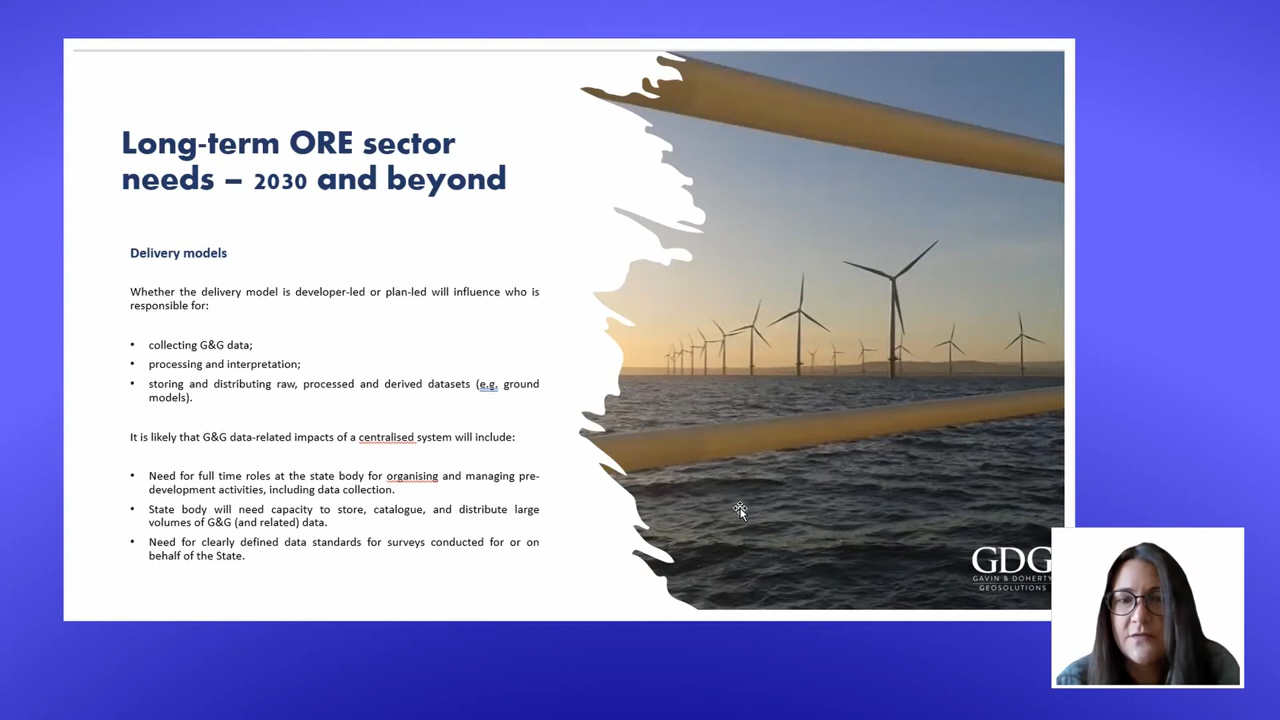 Long-term ORE sector
needs – 2030 and beyond
Delivery models
Whether the delivery model is developer-led or plan-led will influence who is
responsible for:
• collecting G&G data;
• processing and interpretation;
• storing and distributing raw, processed and derived datasets (e.g. ground
models).
It is likely that G&G data-related impacts of a centralised system will include:
• Need for full time roles at the state body for organising and managing pre-
development activities, including data collection.
• State body will need capacity to store, catalogue, and distribute large
volumes of G&G (and related) data.
• Need for clearly defined data standards for surveys conducted for or on
behalf of the State.
GDG
GAVIN & DOHERTY
GEOSOLUTIONS